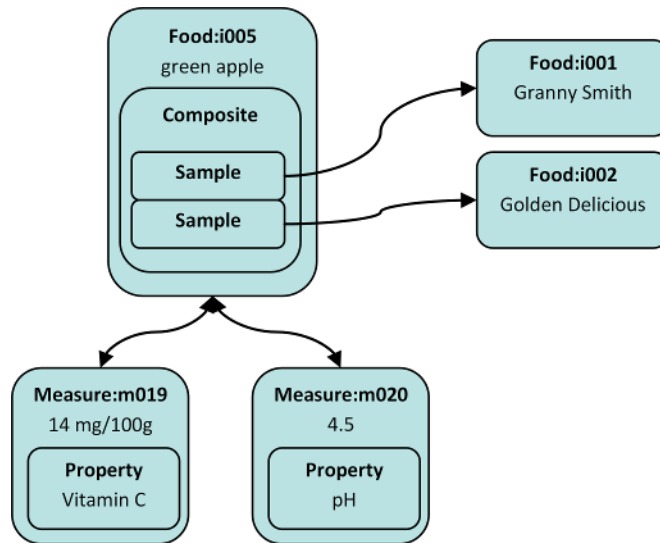 Food:i005
green apple
Composite
Sample
Sample
Food:i001
Granny Smith
Food:i002
Golden Delicious
Measure:m019
14 mg/100g
Property
Vitamin C
Measure:m020
4.5
Property
pH